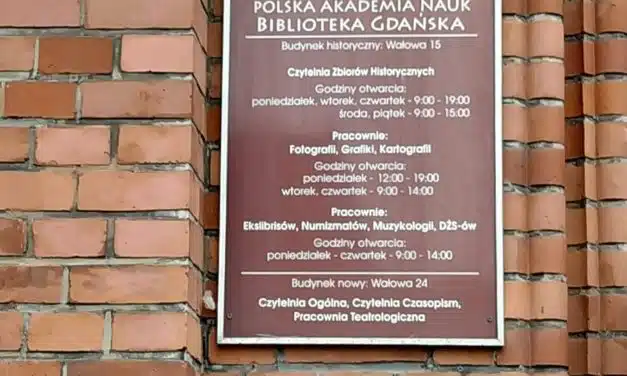 POLSKA AKADEMIA NAUK
BIBLIOTEKA GDAŃSKA
Budynek historyczny: Wałowa 15
Czytelnia Zbiorów Historycznych
Godziny otwarcia:
poniedziałek, wtorek, czwartek - 9:00 - 19:00
środa, piątek - 9:00 - 15:00
Pracownie:
Fotografii, Grafiki, Kartografii
Godziny otwarcia:
poniedziałek - 12:00 - 19:00
wtorek, czwartek - 9:00 - 14:00
Pracownie:
Ekslibrisów, Numizmatów, Muzykologii, DŻS-ów
Godziny otwarcia:
poniedziałek - czwartek - 9:00 - 14:00
Budynek nowy: Wałowa 24
Czytelnia Ogólna, Czytelnia Czasopism,
Pracownia Teatrologiczna